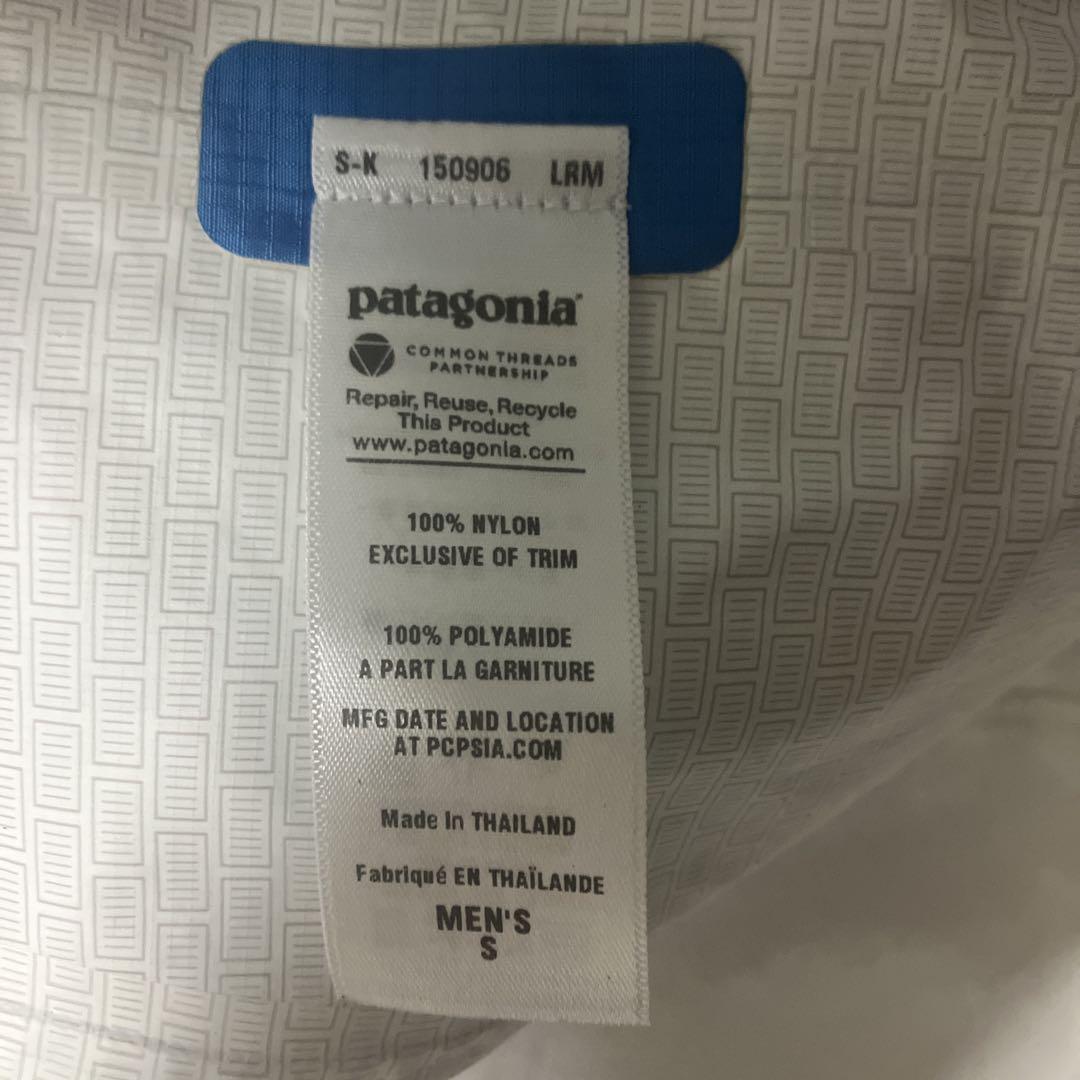 S-K 150906 LRM
patagonia
COMMON THREADS
PARTNERSHIP
Repair, Reuse, Recycle
This Product
www.patagonia.com
100% NYLON
EXCLUSIVE OF TRIM
100% POLYAMIDE
A PART LA GARNITURE
MFG DATE AND LOCATION
AT PCPSIA.COM
Made In THAILAND
Fabriqué EN THAÏLANDE
MEN'S
S